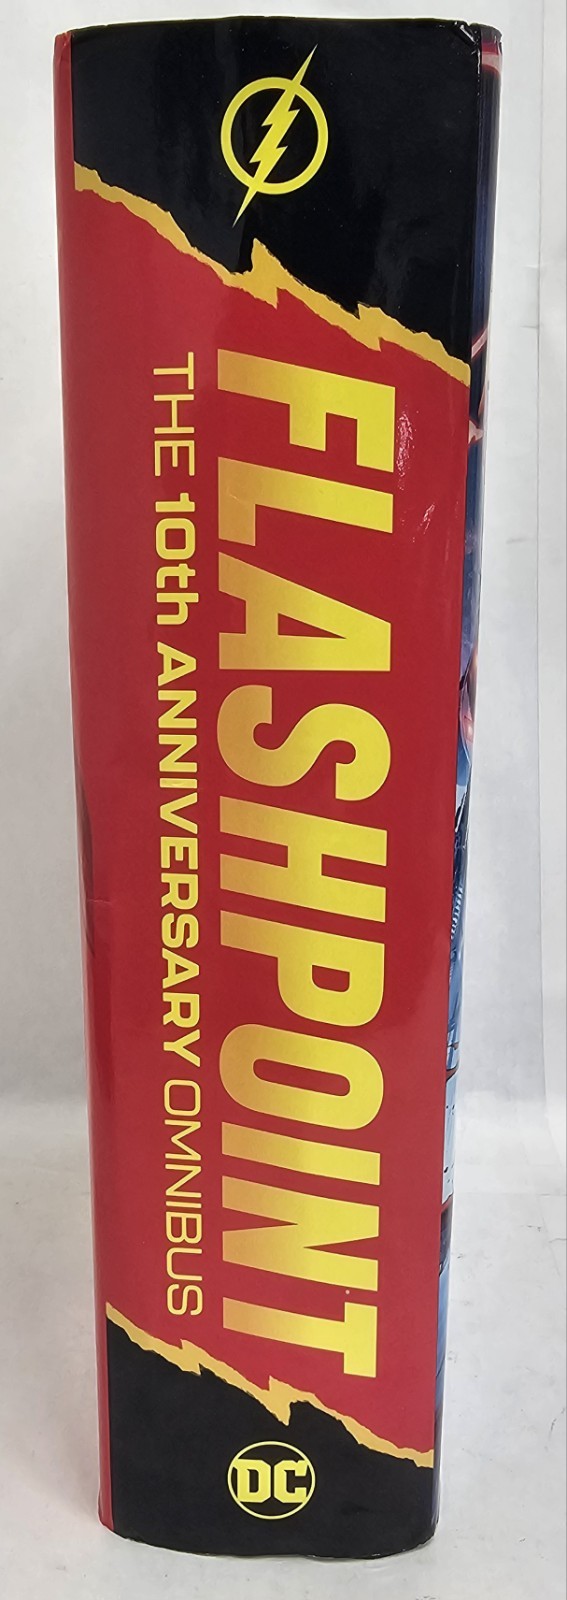 FLASHPOINT
THE 10th ANNIVERSARY OMNIBUS
DC